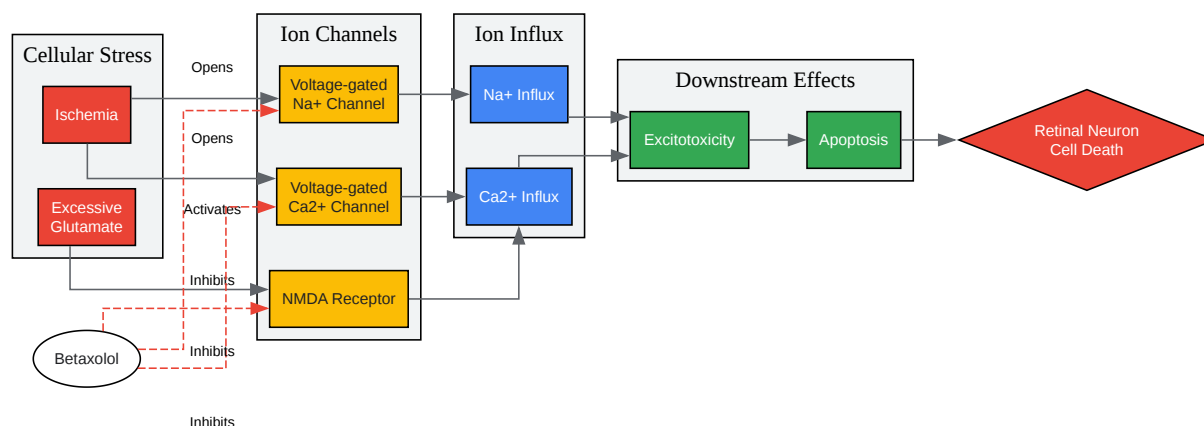 Cellular Stress
Ischemia
Excessive
Glutamate
Betaxolol
Opens
Opens
Activates
Inhibits
Inhibits
Inhibits
Ion Channels
Voltage-gated
Na+ Channel
Voltage-gated
Ca2+ Channel
NMDA Receptor
Ion Influx
Na+ Influx
Ca2+ Influx
Downstream Effects
Excitotoxicity
Apoptosis
Retinal Neuron
Cell Death